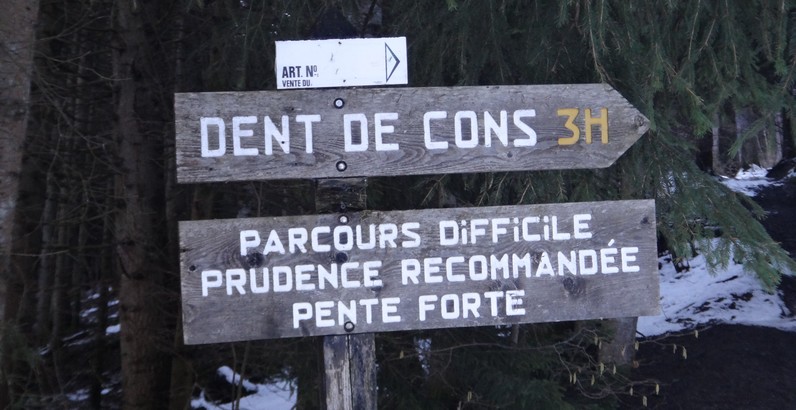 ART. Nº
VENTE DU.
DENT DE CONS 3H
PARCOURS DiFFiCiLE
PRUDENCE RECOMMANDÉE
PENTE FORTE